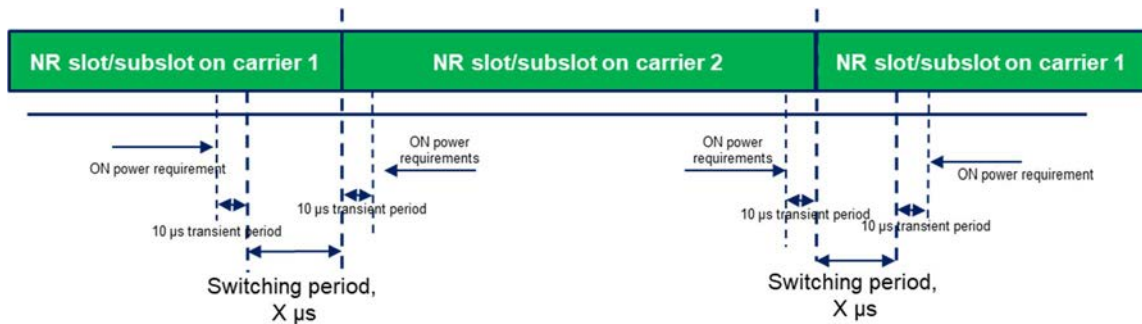 NR slot/subslot on carrier 1
NR slot/subslot on carrier 2
NR slot/subslot on carrier 1
ON power requirement
ON power
requirements
ON power
requirements
ON power requirement
10 µs transient period
10 µs transient period
10 µs transient period
10 µs transient period
Switching period,
X µs
Switching period,
X µs